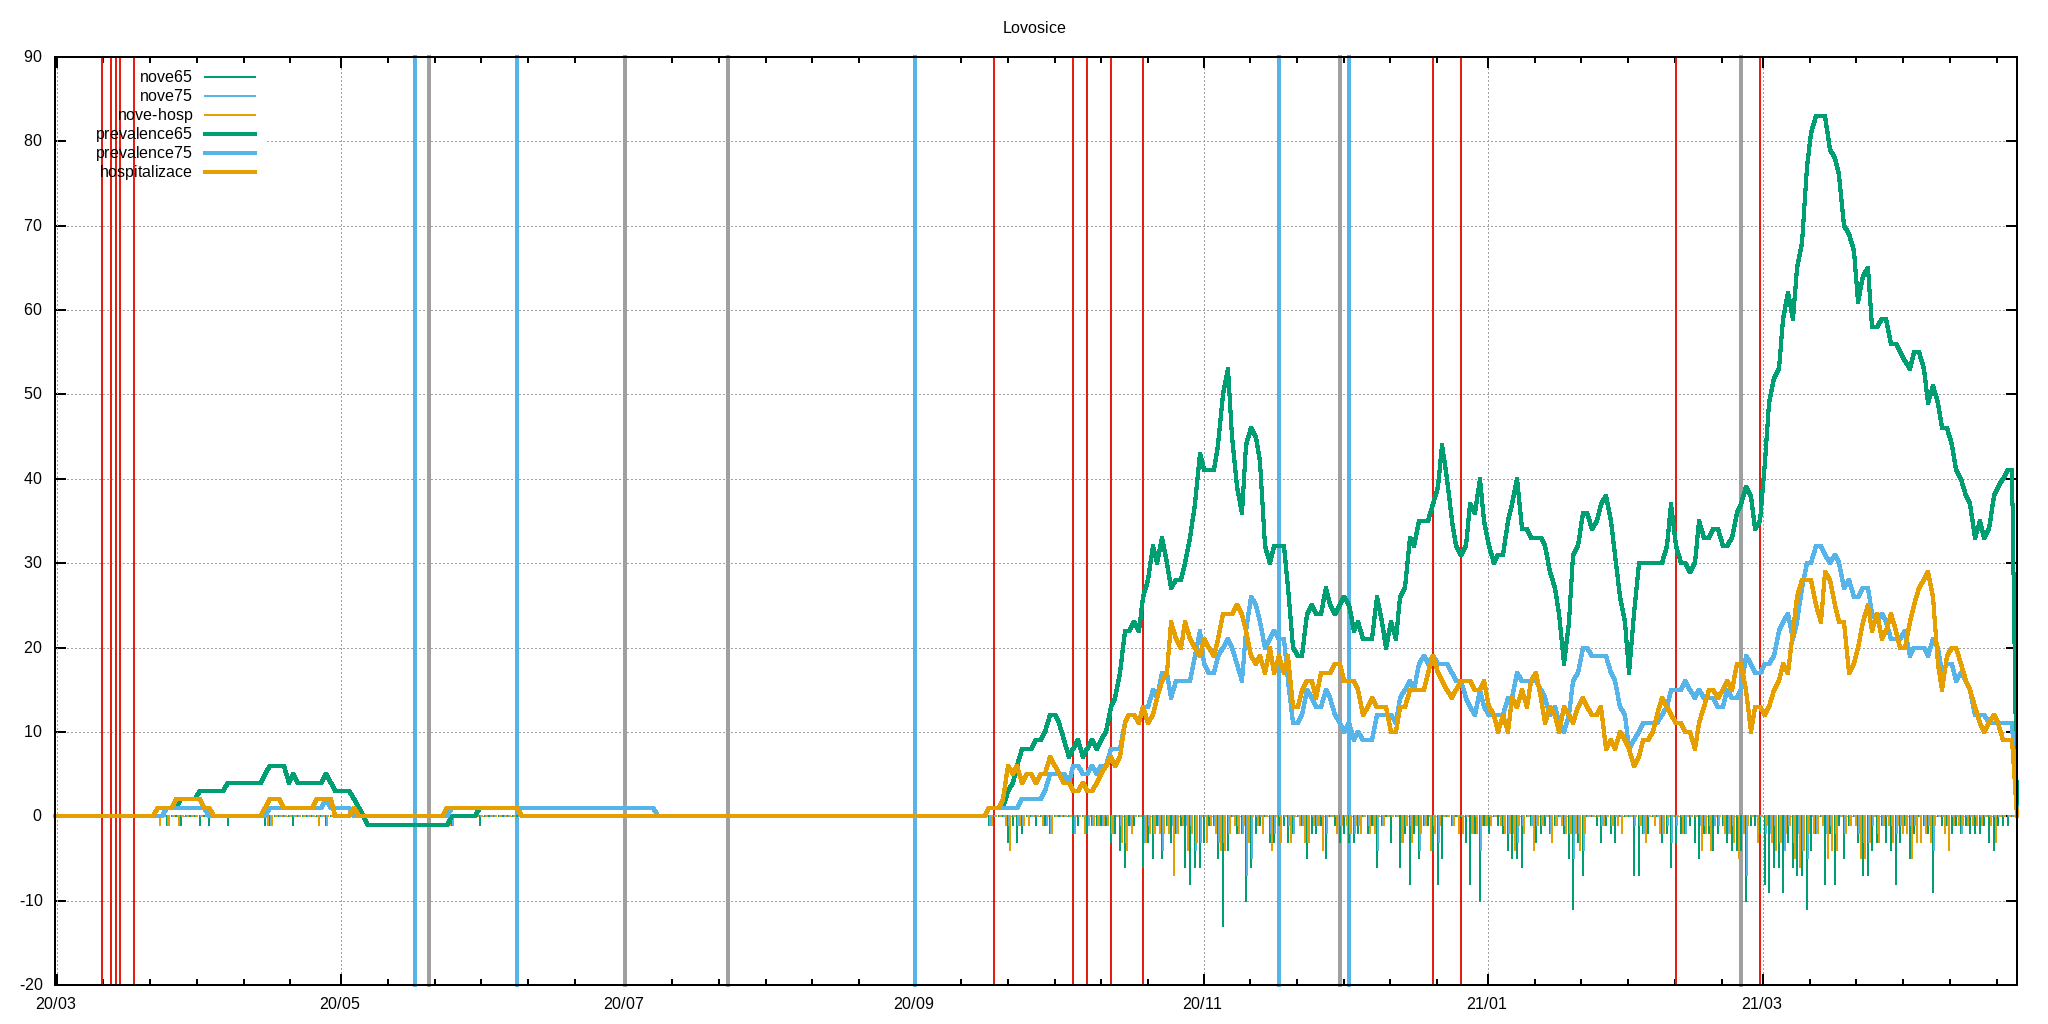 Lovosice
90
80
70
60
50
40
30
20
10
0
-10
-20
nove65
nove75
nove-hosp
prevalence65
prevalence75
hospitalizace
20/03 20/05 20/07 20/09 20/11 21/01 21/03